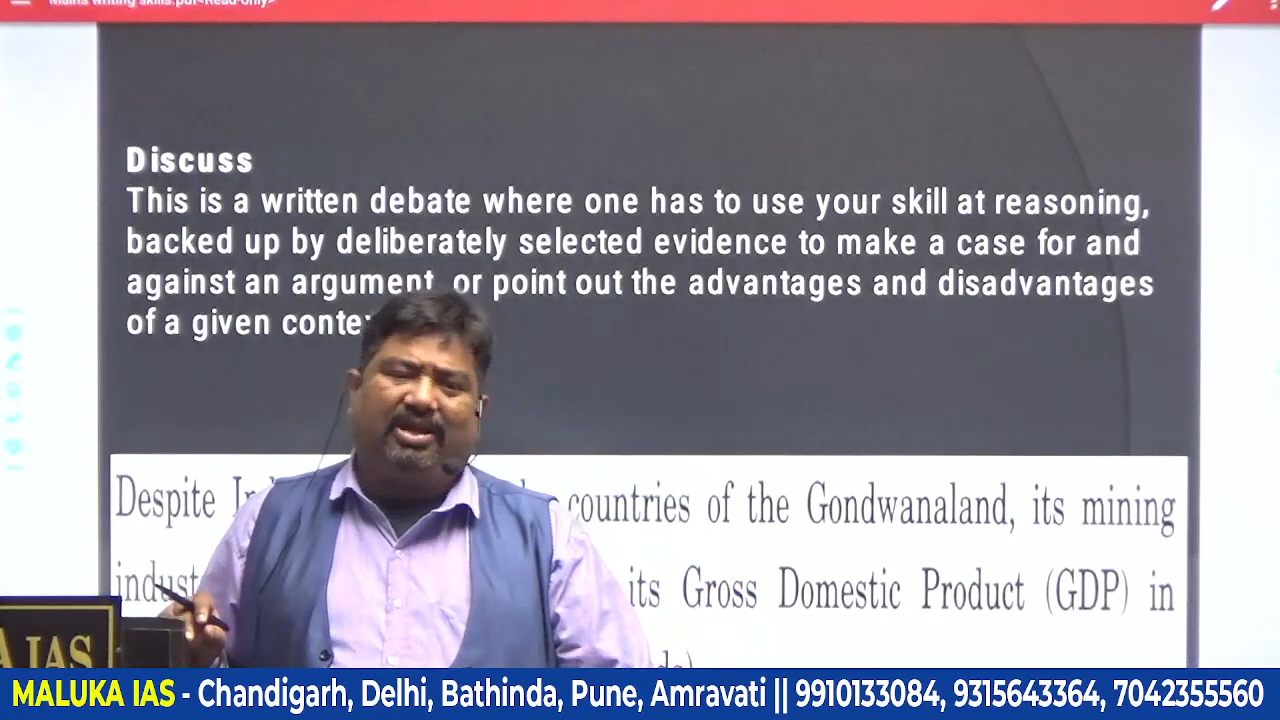 Mains writing skills.pdf<Read-only>
Discuss
This is a written debate where one has to use your skill at reasoning,
backed up by deliberately selected evidence to make a case for and
against an argument, or point out the advantages and disadvantages
of a given
Despite countries of the Gondwanaland, its mining
its Gross Domestic Product (GDP) in
A IAS
MALUKA IAS - Chandigarh, Delhi, Bathinda, Pune, Amravati || 9910133084, 9315643364, 7042355560